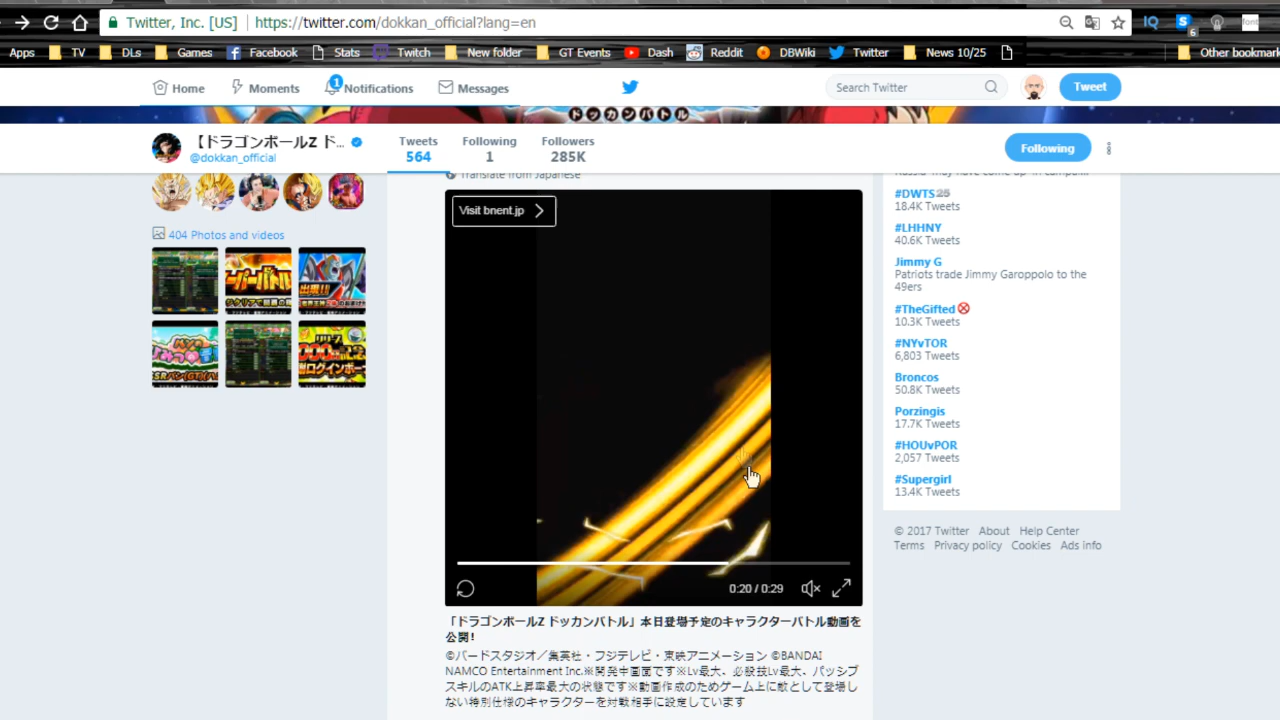 Twitter, Inc. [US] https://twitter.com/dokkan_official?lang=en
Apps TV DLs Games Facebook Stats Twitch New folder GT Events Dash Reddit DBWiki Twitter News 10/25 Other bookmark
Home Moments 1 Notifications Messages Search Twitter Tweet
ドッカンバトル
【ドラゴンボールZ ド...
@dokkan_official
Tweets Following Followers
564 1 285K
Following
Translate from Japanese
404 Photos and videos
Visit bnent.jp
0:20 / 0:29
「ドラゴンボールZ ドッカンバトル」本日登場予定のキャラクターバトル動画を
公開!
©バードスタジオ／集英社・フジテレビ・東映アニメーション ©BANDAI
NAMCO Entertainment Inc.※開発中画面です※Lv最大、必殺技Lv最大、パッシブ
スキルのATK上昇率最大の状態です※動画作成のためゲーム上に敵として登場し
ない特別仕様のキャラクターを対戦相手に設定しています
#DWTS
18.4K Tweets
#LHHNY
40.6K Tweets
Jimmy G
Patriots trade Jimmy Garoppolo to the
49ers
#TheGifted
10.3K Tweets
#NYvTOR
6,803 Tweets
Broncos
50.8K Tweets
Porzingis
17.7K Tweets
#HOUvPOR
2,057 Tweets
#Supergirl
13.4K Tweets
© 2017 Twitter About Help Center
Terms Privacy policy Cookies Ads info